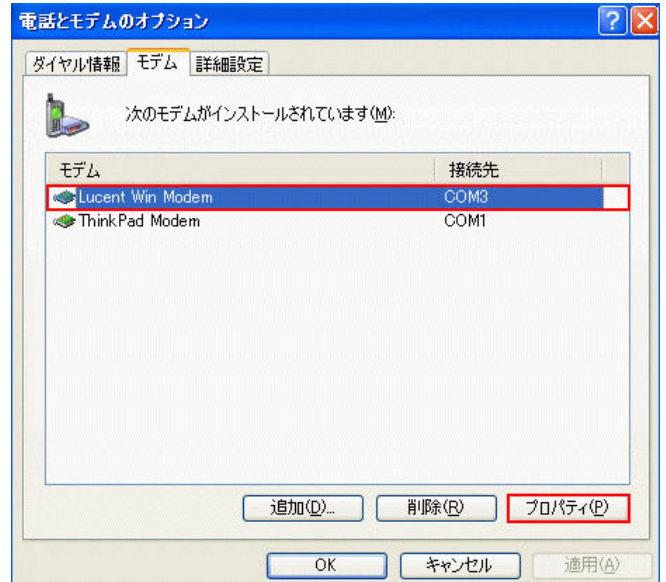 電話とモデムのオプション
ダイヤル情報 モデム 詳細設定
次のモデムがインストールされています(M):
モデム 接続先
Lucent Win Modem COM3
ThinkPad Modem COM1
追加(D)... 削除(R) プロパティ(P)
OK キャンセル 適用(A)